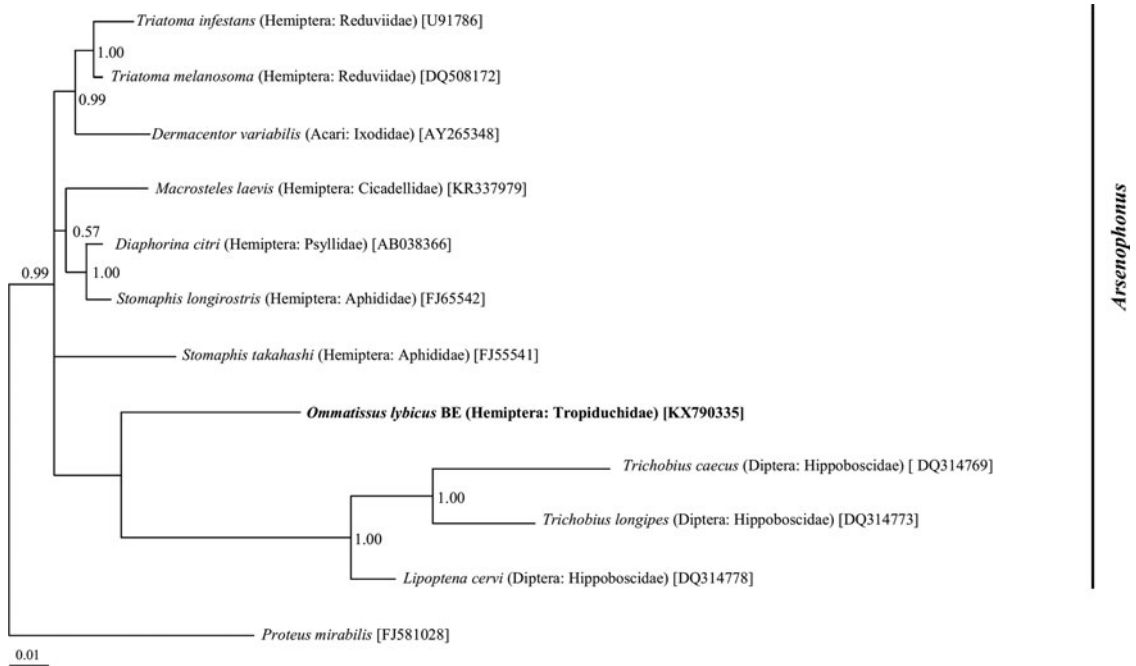 Triatoma infestans (Hemiptera: Reduviidae) [U91786]
1.00
Triatoma melanosoma (Hemiptera: Reduviidae) [DQ508172]
0.99
Dermacentor variabilis (Acari: Ixodidae) [AY265348]
Macrosteles laevis (Hemiptera: Cicadellidae) [KR337979]
0.57
Diaphorina citri (Hemiptera: Psyllidae) [AB038366]
0.99
1.00
Stomaphis longirostris (Hemiptera: Aphididae) [FJ65542]
Stomaphis takahashi (Hemiptera: Aphididae) [FJ55541]
Ommatissus lybicus BE (Hemiptera: Tropiduchidae) [KX790335]
Trichobius caecus (Diptera: Hippoboscidae) [ DQ314769]
1.00
Trichobius longipes (Diptera: Hippoboscidae) [DQ314773]
1.00
Lipoptena cervi (Diptera: Hippoboscidae) [DQ314778]
Proteus mirabilis [FJ581028]
0.01
Arsenophonus